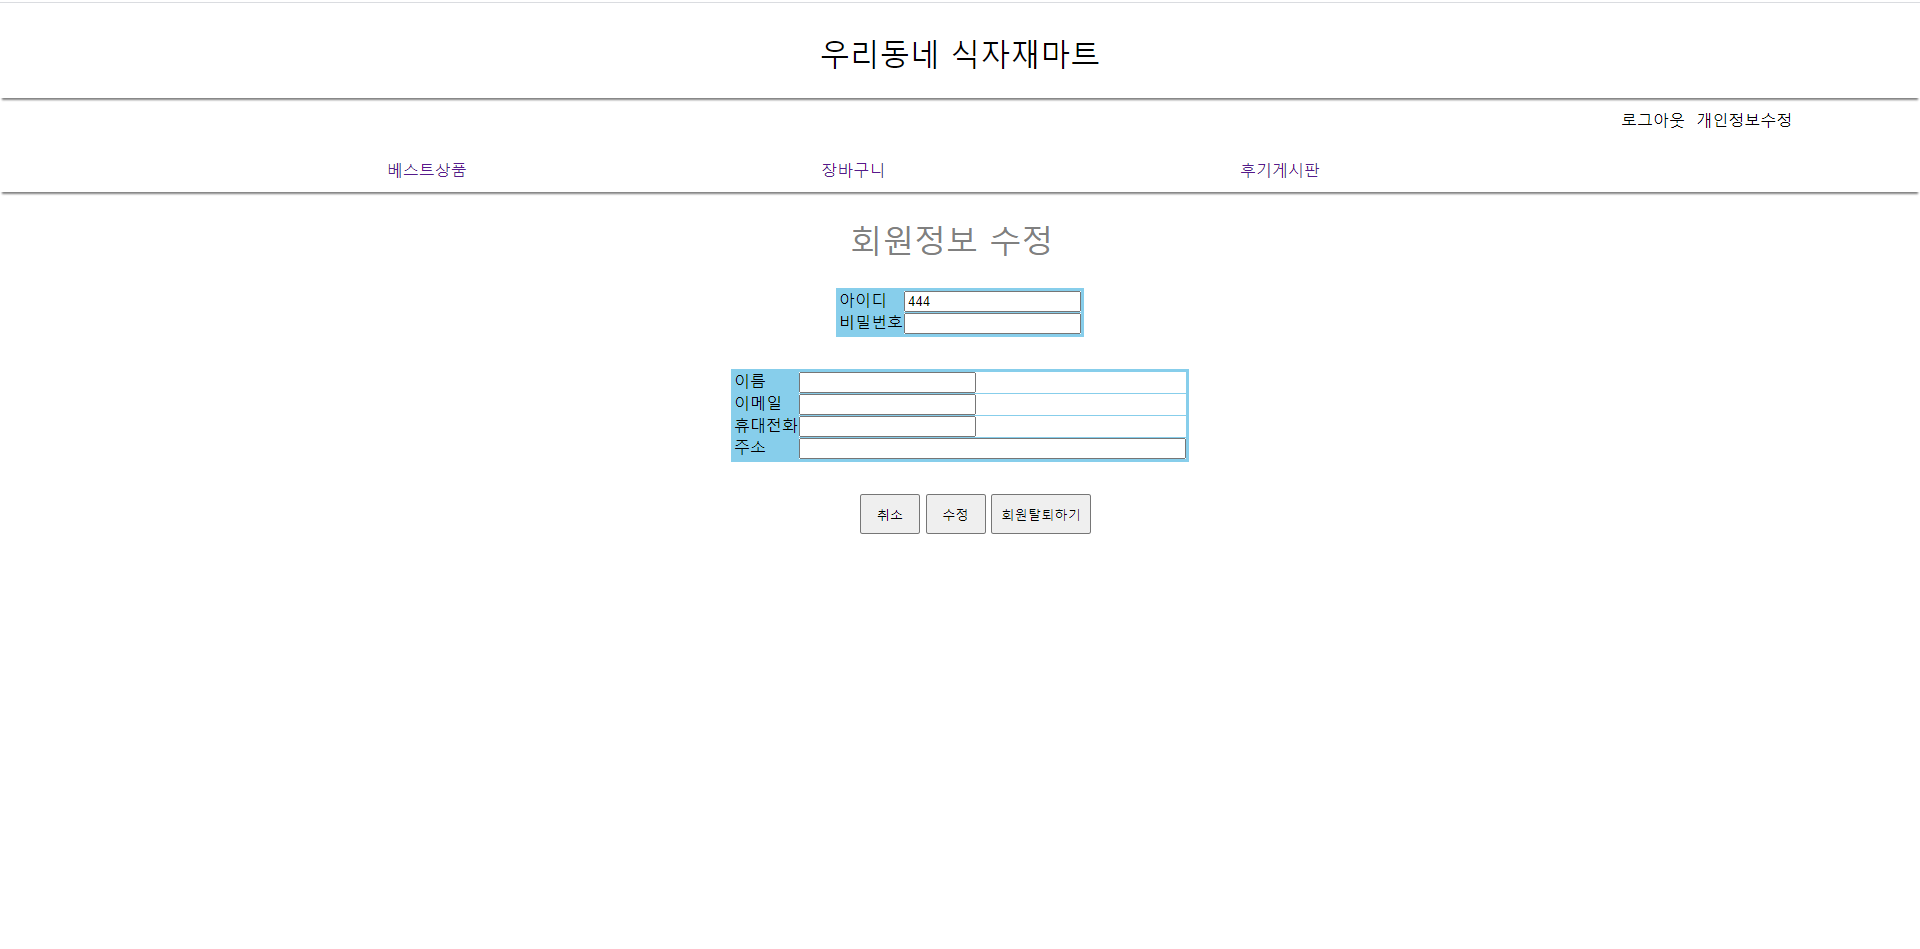 우리동네 식자재마트
로그아웃 개인정보수정
베스트상품 장바구니 후기게시판
회원정보 수정
아이디 444
비밀번호
이름
이메일
휴대전화
주소
취소 수정 회원탈퇴하기